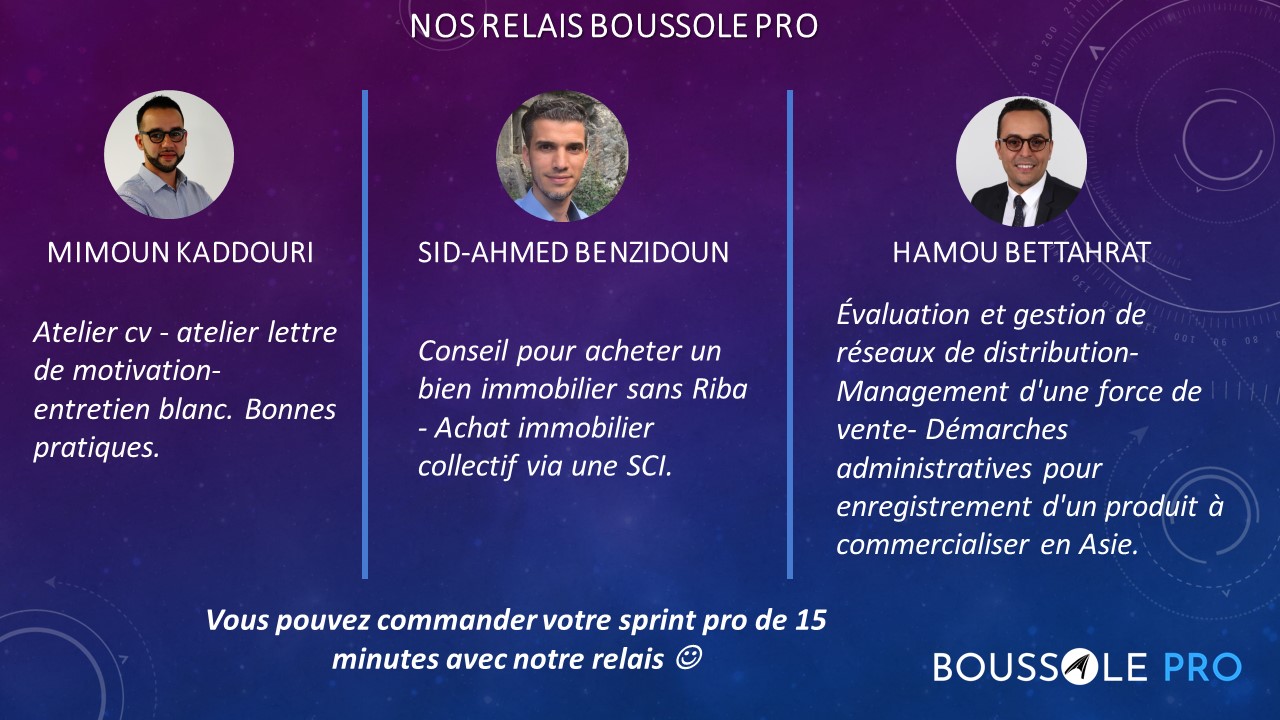 NOS RELAIS BOUSSOLE PRO
MIMOUN KADDOURI
Atelier cv - atelier lettre
de motivation-
entretien blanc. Bonnes
pratiques.
SID-AHMED BENZIDOUN
Conseil pour acheter un
bien immobilier sans Riba
- Achat immobilier
collectif via une SCI.
HAMOU BETTAHRAT
Évaluation et gestion de
réseaux de distribution-
Management d'une force de
vente- Démarches
administratives pour
enregistrement d'un produit à
commercialiser en Asie.
Vous pouvez commander votre sprint pro de 15
minutes avec notre relais ☺
BOUSSOLE PRO